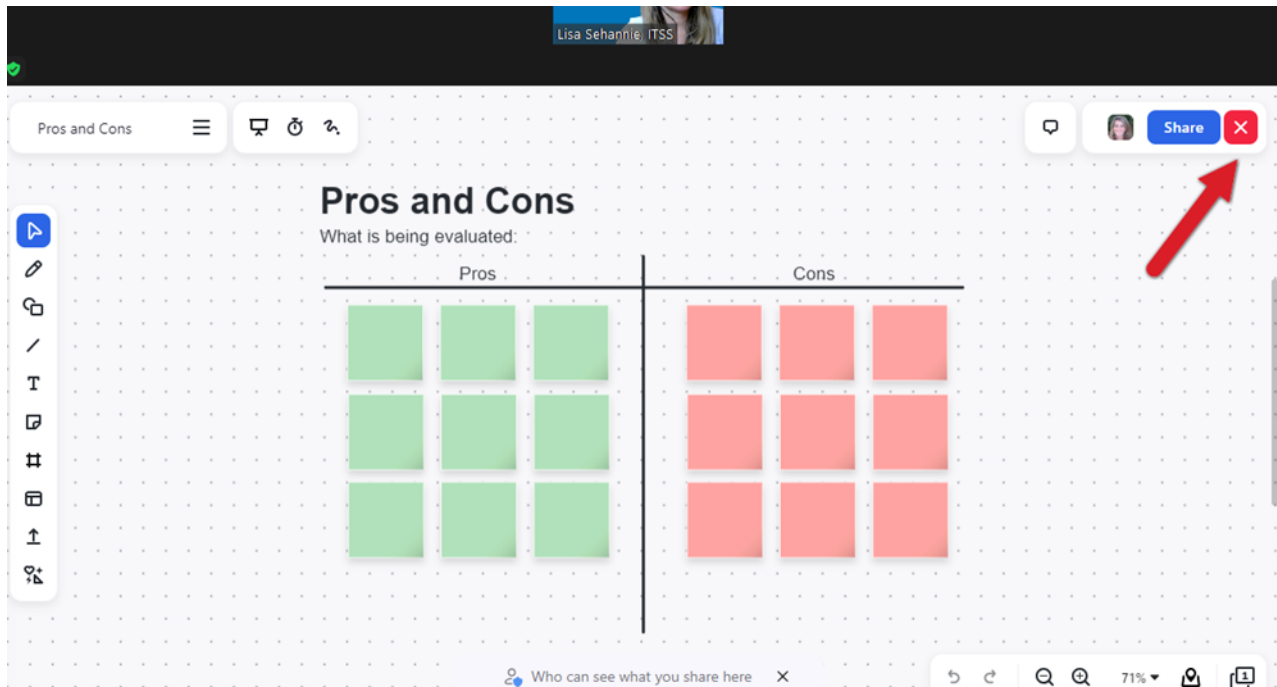 Lisa Sehannie, ITSS
Pros and Cons
Share
Pros and Cons
What is being evaluated:
Pros
Cons
T
Who can see what you share here
71%
1